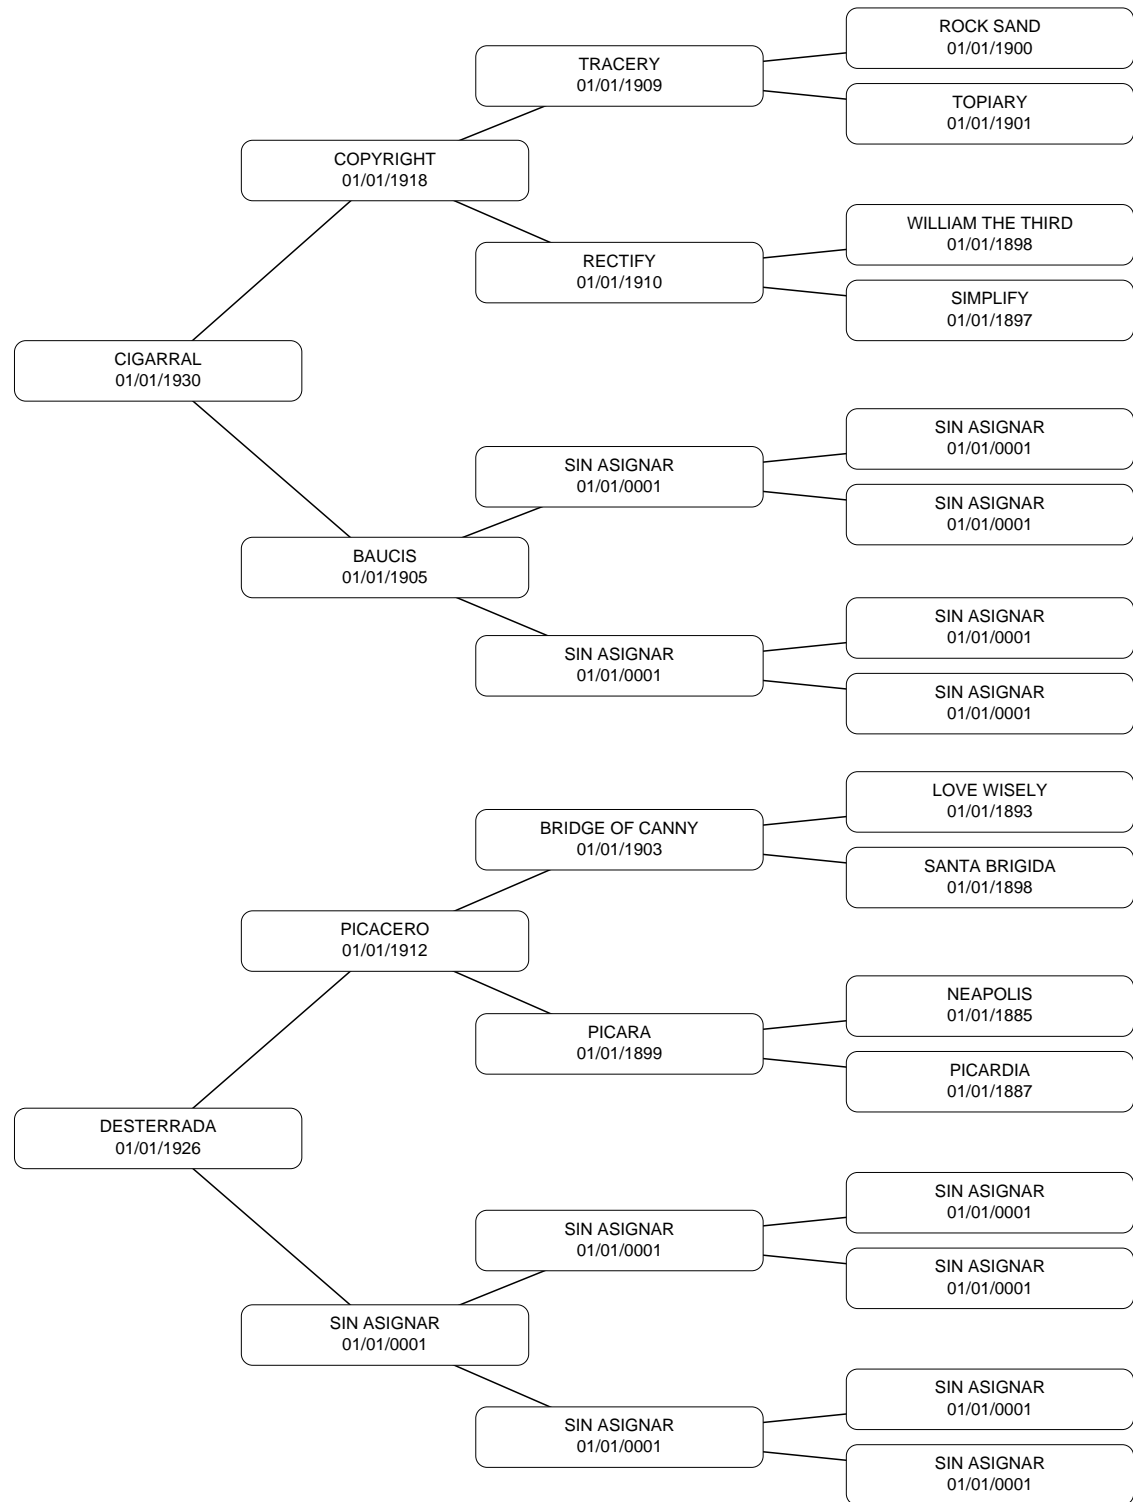 ROCK SAND
01/01/1900
TRACERY
01/01/1909
TOPIARY
01/01/1901
COPYRIGHT
01/01/1918
WILLIAM THE THIRD
01/01/1898
RECTIFY
01/01/1910
SIMPLIFY
01/01/1897
CIGARRAL
01/01/1930
SIN ASIGNAR
01/01/0001
SIN ASIGNAR
01/01/0001
SIN ASIGNAR
01/01/0001
BAUCIS
01/01/1905
SIN ASIGNAR
01/01/0001
SIN ASIGNAR
01/01/0001
SIN ASIGNAR
01/01/0001
LOVE WISELY
01/01/1893
BRIDGE OF CANNY
01/01/1903
SANTA BRIGIDA
01/01/1898
PICACERO
01/01/1912
NEAPOLIS
01/01/1885
PICARA
01/01/1899
PICARDIA
01/01/1887
DESTERRADA
01/01/1926
SIN ASIGNAR
01/01/0001
SIN ASIGNAR
01/01/0001
SIN ASIGNAR
01/01/0001
SIN ASIGNAR
01/01/0001
SIN ASIGNAR
01/01/0001
SIN ASIGNAR
01/01/0001
SIN ASIGNAR
01/01/0001